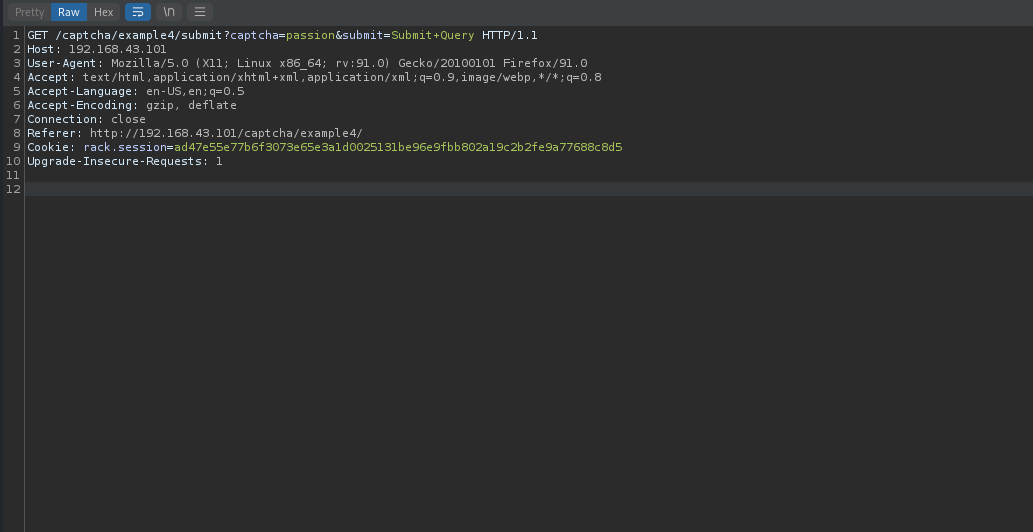 Pretty Raw Hex \n
1 GET /captcha/example4/submit?captcha=passion&submit=Submit+Query HTTP/1.1
2 Host: 192.168.43.101
3 User-Agent: Mozilla/5.0 (X11; Linux x86_64; rv:91.0) Gecko/20100101 Firefox/91.0
4 Accept: text/html,application/xhtml+xml,application/xml;q=0.9,image/webp,*/*;q=0.8
5 Accept-Language: en-US,en;q=0.5
6 Accept-Encoding: gzip, deflate
7 Connection: close
8 Referer: http://192.168.43.101/captcha/example4/
9 Cookie: rack.session=ad47e55e77b6f3073e65e3a1d0025131be96e9fbb802a19c2b2fe9a77688c8d5
10 Upgrade-Insecure-Requests: 1
11
12